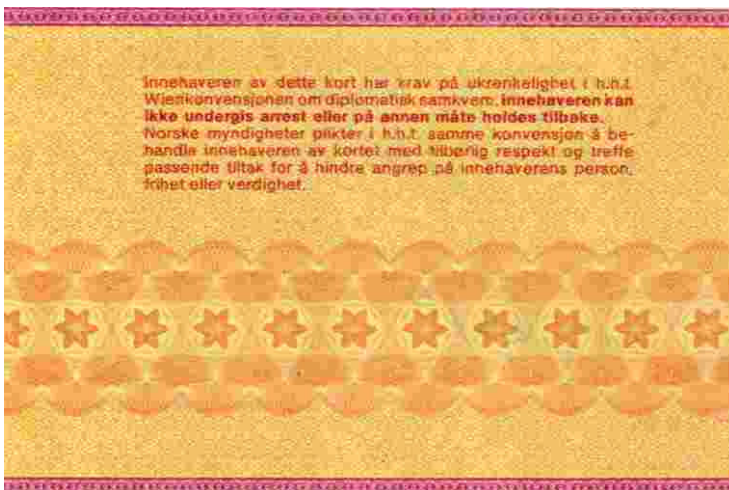 Innehaveren av dette kort har krav på ukrenkelighet i h.h.t.
Wienkonvensjonen om diplomatisk samkvem. Innehaveren kan
ikke undergis arrest eller på annen måte holdes tilbake.
Norske myndigheter plikter i h.h.t. samme konvensjon å be-
handle innehaveren av kortet med tilbørlig respekt og treffe
passende tiltak for å hindre angrep på innehaverens person,
frihet eller verdighet.